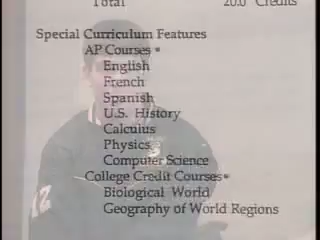 Total 20.0 Credits
Special Curriculum Features
AP Courses *
English
French
Spanish
U.S. History
Calculus
Physics
Computer Science
College Credit Courses *
Biological World
Geography of World Regions